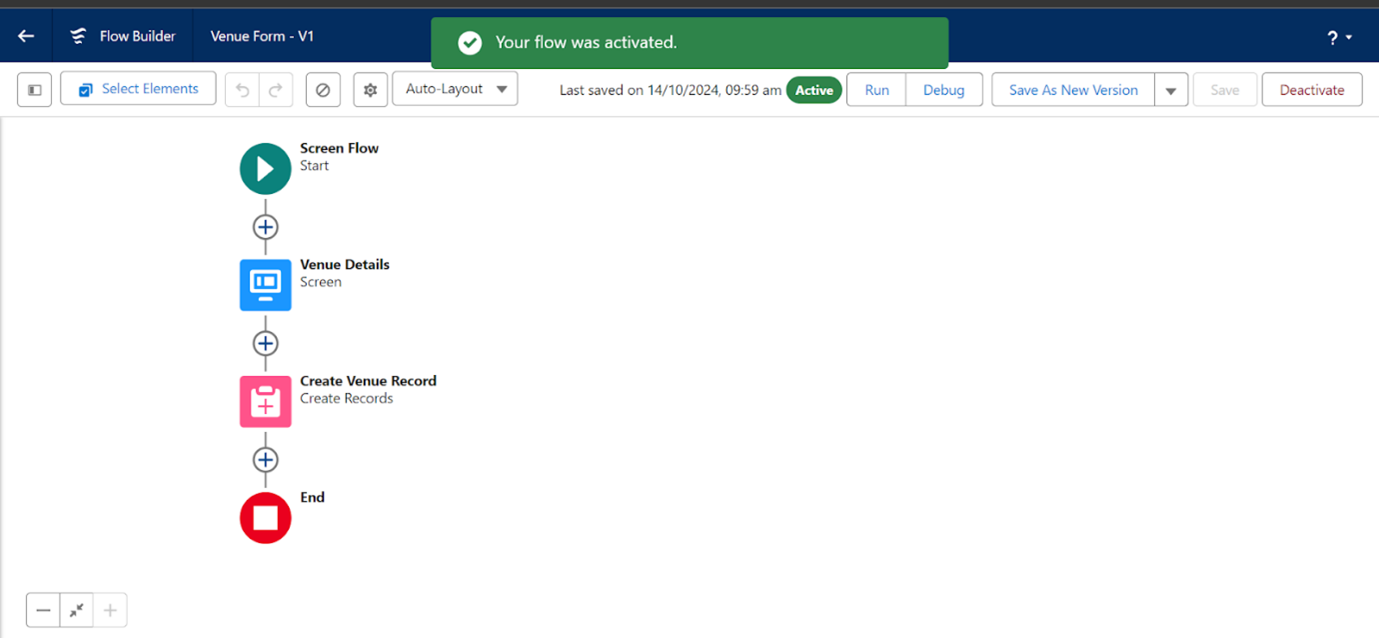 Flow Builder
Venue Form - V1
Your flow was activated.
?
Select Elements
Auto-Layout
Last saved on 14/10/2024, 09:59 am
Active
Run
Debug
Save As New Version
Save
Deactivate
Screen Flow
Start
Venue Details
Screen
Create Venue Record
Create Records
End